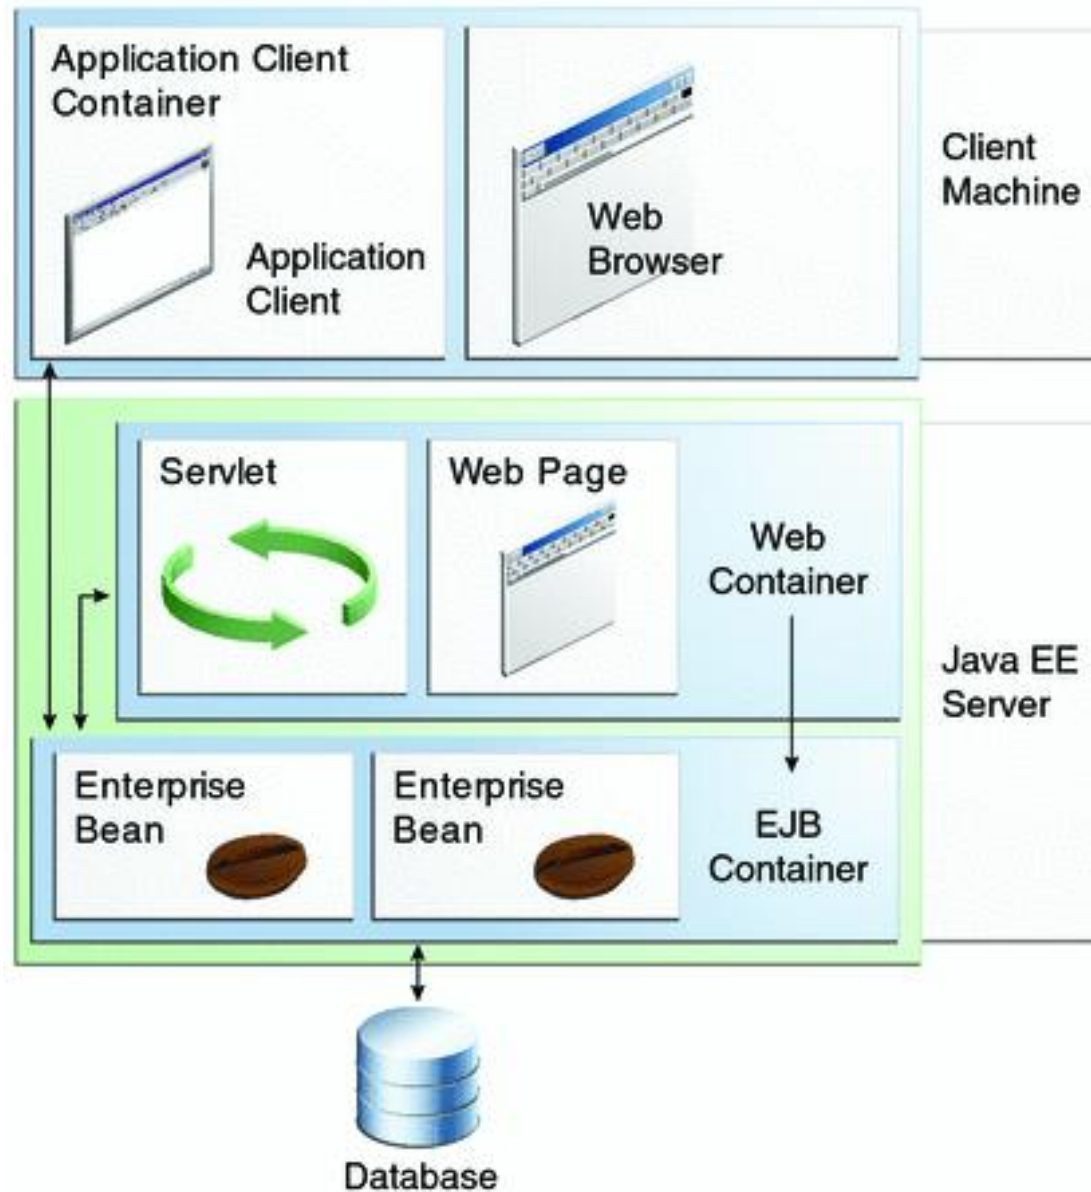 Application Client
Container
Application
Client
Web
Browser
Client
Machine
Servlet
Web Page
Web
Container
Java EE
Server
Enterprise
Bean
Enterprise
Bean
EJB
Container
Database